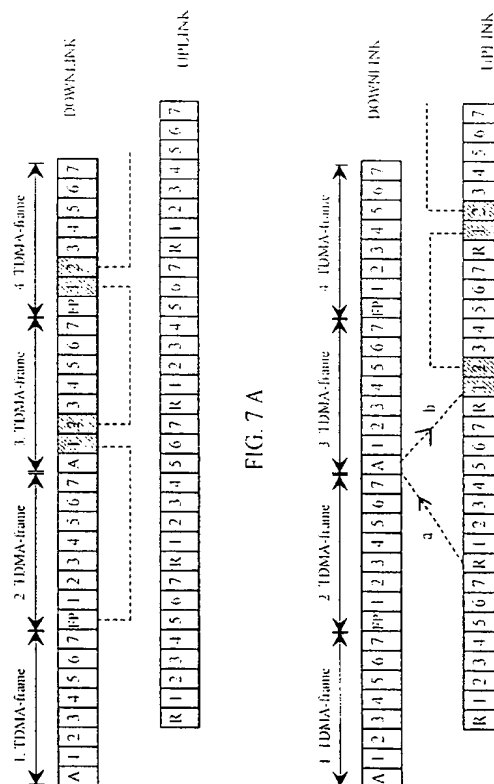 1. TDMA-frame 2 TDMA-frame 3. TDMA-frame 4 TDMA-frame
A 1 2 3 4 5 6 7 FP 1 2 3 4 5 6 7 A 1 2 3 4 5 6 7 FP 1 2 3 4 5 6 7 DOWNLINK
R 1 2 3 4 5 6 7 R 1 2 3 4 5 6 7 R 1 2 3 4 5 6 7 R 1 2 3 4 5 6 7 UPLINK
FIG. 7 A
1 TDMA-frame 2 TDMA-frame 3 TDMA-frame 4 TDMA-frame
A 1 2 3 4 5 6 7 FP 1 2 3 4 5 6 7 A 1 2 3 4 5 6 7 FP 1 2 3 4 5 6 7 DOWNLINK
a b
R 1 2 3 4 5 6 7 R 1 2 3 4 5 6 7 R 1 2 3 4 5 6 7 R 1 2 3 4 5 6 7 UPLINK